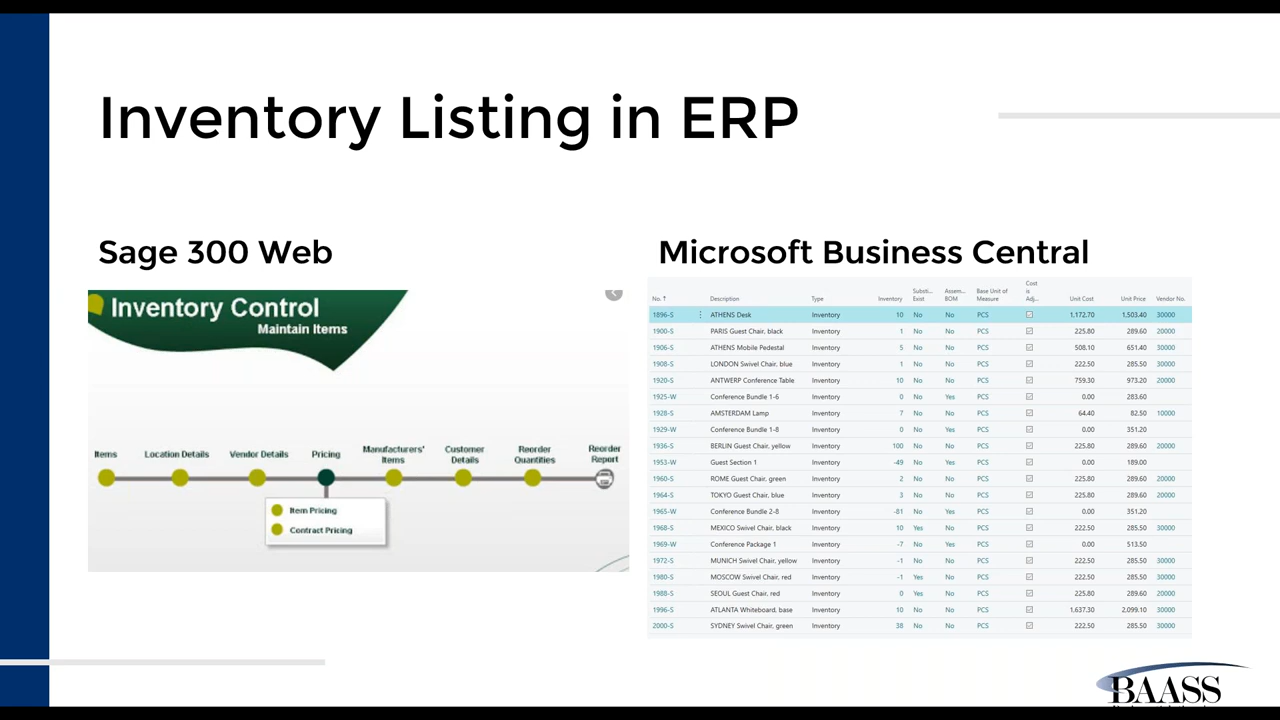 Inventory Listing in ERP
Sage 300 Web
Inventory Control
Maintain Items
Items
Location Details
Vendor Details
Pricing
Manufacturers' Items
Customer Details
Reorder Quantities
Reorder Report
Item Pricing
Contract Pricing
Microsoft Business Central
No. ↑ Description Type Inventory Substi... Exist Assem... BOM Base Unit of Measure Cost is Adj... Unit Cost Unit Price Vendor No.
1896-S ATHENS Desk Inventory 10 No No PCS 1,172.70 1,503.40 30000
1900-S PARIS Guest Chair, black Inventory 1 No No PCS 225.80 289.60 20000
1906-S ATHENS Mobile Pedestal Inventory 5 No No PCS 508.10 651.40 30000
1908-S LONDON Swivel Chair, blue Inventory 1 No No PCS 222.50 285.50 30000
1920-S ANTWERP Conference Table Inventory 10 No No PCS 759.30 973.20 20000
1925-W Conference Bundle 1-6 Inventory 0 No Yes PCS 0.00 283.60
1928-S AMSTERDAM Lamp Inventory 7 No No PCS 64.40 82.50 10000
1929-W Conference Bundle 1-8 Inventory 0 No Yes PCS 0.00 351.20
1936-S BERLIN Guest Chair, yellow Inventory 100 No No PCS 225.80 289.60 20000
1953-W Guest Section 1 Inventory -49 No Yes PCS 0.00 189.00
1960-S ROME Guest Chair, green Inventory 2 No No PCS 225.80 289.60 20000
1964-S TOKYO Guest Chair, blue Inventory 3 No No PCS 225.80 289.60 20000
1965-W Conference Bundle 2-8 Inventory -81 No Yes PCS 0.00 351.20
1968-S MEXICO Swivel Chair, black Inventory 10 Yes No PCS 222.50 285.50 30000
1969-W Conference Package 1 Inventory -7 No Yes PCS 0.00 513.50
1972-S MUNICH Swivel Chair, yellow Inventory -1 No No PCS 222.50 285.50 30000
1980-S MOSCOW Swivel Chair, red Inventory -1 Yes No PCS 222.50 285.50 30000
1988-S SEOUL Guest Chair, red Inventory 0 Yes No PCS 225.80 289.60 20000
1996-S ATLANTA Whiteboard, base Inventory 10 No No PCS 1,637.30 2,099.10 30000
2000-S SYDNEY Swivel Chair, green Inventory 38 No No PCS 222.50 285.50 30000
BAASS